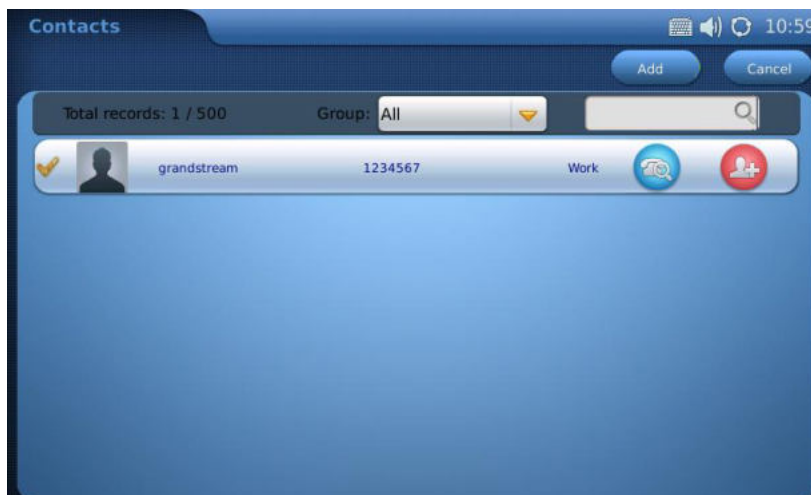 Contacts 10:59
Add Cancel
Total records: 1 / 500 Group: All
grandstream 1234567 Work